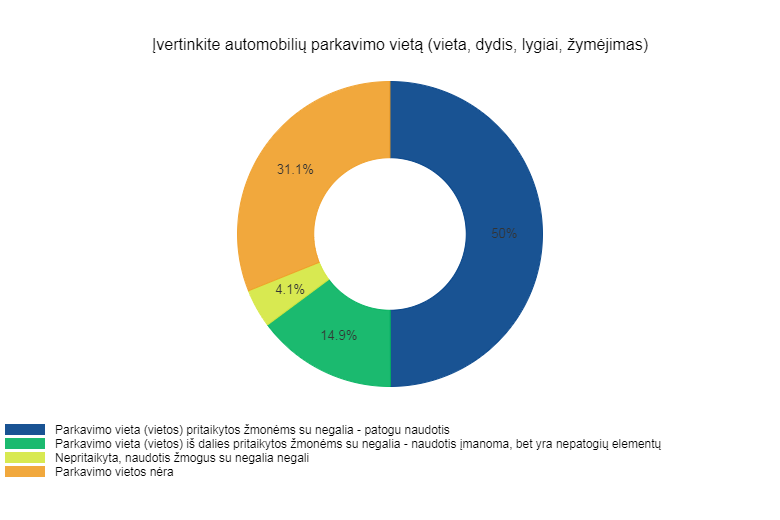 Įvertinkite automobilių parkavimo vietą (vieta, dydis, lygiai, žymėjimas)
31.1%
50%
4.1%
14.9%
Parkavimo vieta (vietos) pritaikytos žmonėms su negalia - patogu naudotis
Parkavimo vieta (vietos) iš dalies pritaikytos žmonėms su negalia - naudotis įmanoma, bet yra nepatogių elementų
Nepritaikyta, naudotis žmogus su negalia negali
Parkavimo vietos nėra